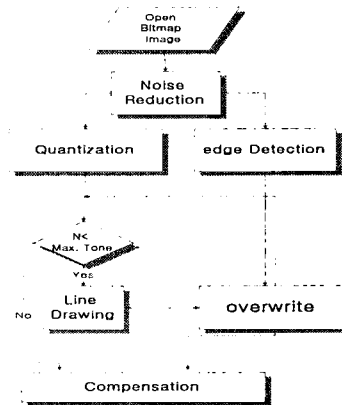 Open
Bitmap
Image
Noise
Reduction
Quantization
edge Detection
N<
Max. Tone
Yes
Line
Drawing
No
overwrite
Compensation